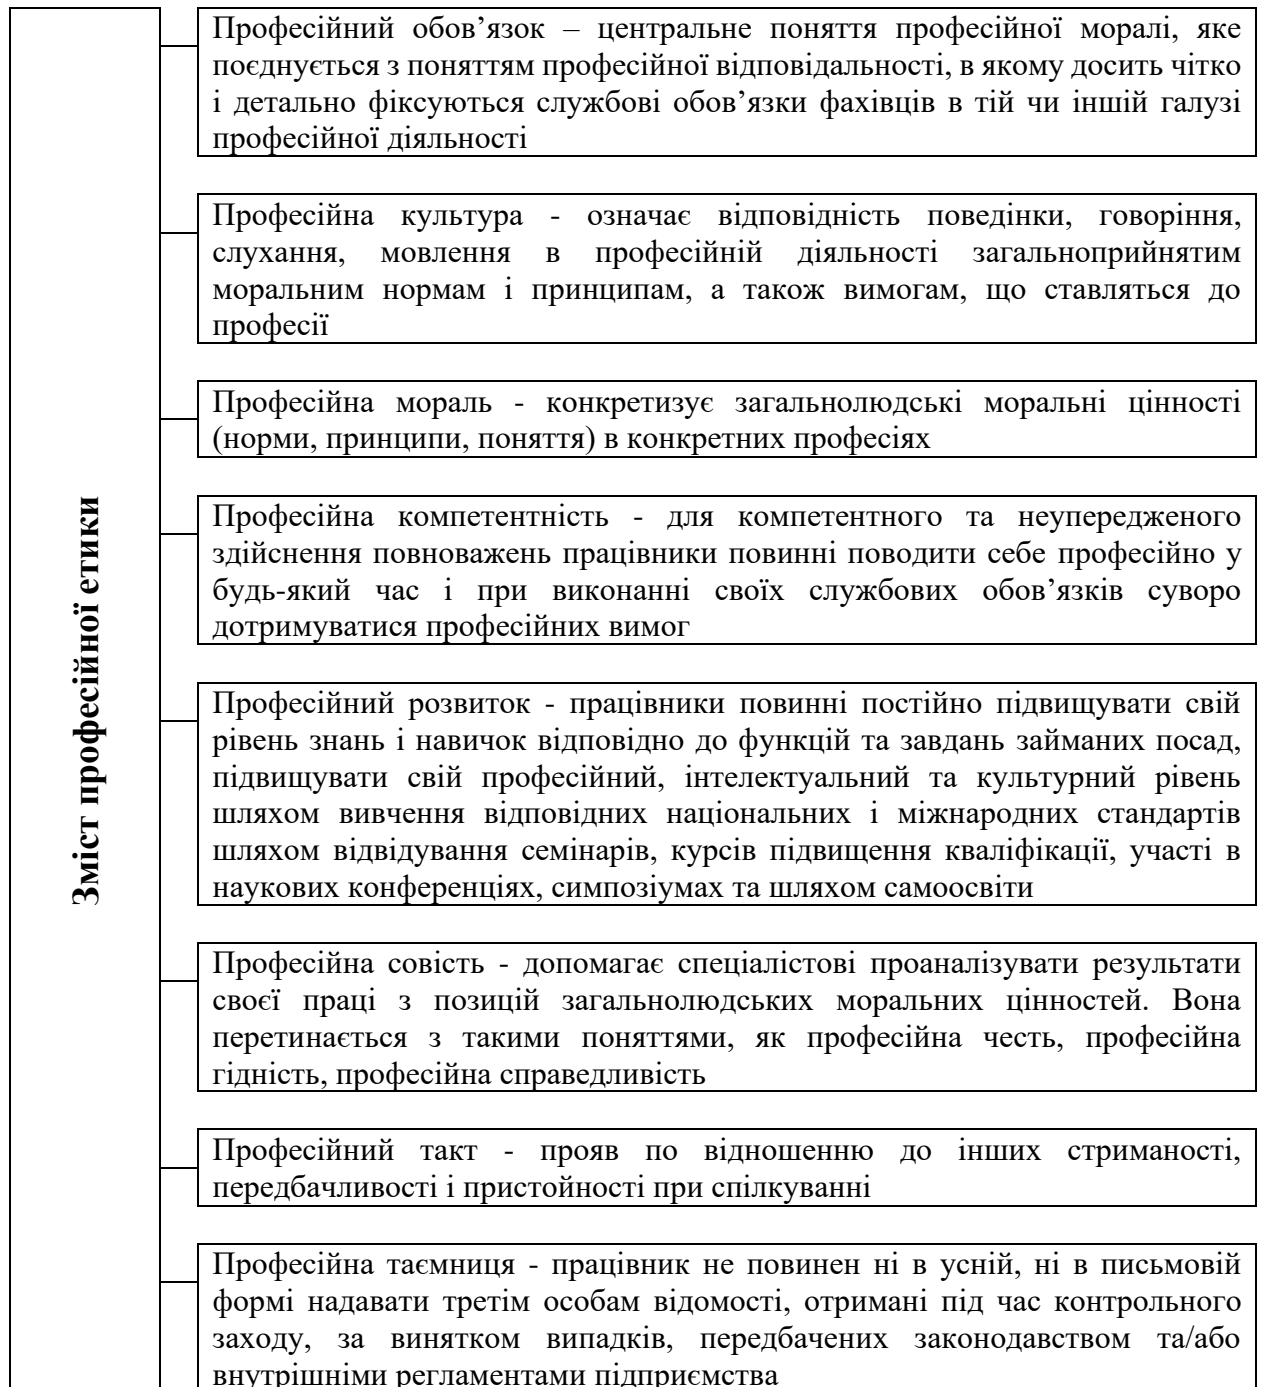 Зміст професійної етики
Професійний обов’язок – центральне поняття професійної моралі, яке
поєднується з поняттям професійної відповідальності, в якому досить чітко
і детально фіксуються службові обов’язки фахівців в тій чи іншій галузі
професійної діяльності
Професійна культура - означає відповідність поведінки, говоріння,
слухання, мовлення в професійній діяльності загальноприйнятим
моральним нормам і принципам, а також вимогам, що ставляться до
професії
Професійна мораль - конкретизує загальнолюдські моральні цінності
(норми, принципи, поняття) в конкретних професіях
Професійна компетентність - для компетентного та неупередженого
здійснення повноважень працівники повинні поводити себе професійно у
будь-який час і при виконанні своїх службових обов’язків суворо
дотримуватися професійних вимог
Професійний розвиток - працівники повинні постійно підвищувати свій
рівень знань і навичок відповідно до функцій та завдань займаних посад,
підвищувати свій професійний, інтелектуальний та культурний рівень
шляхом вивчення відповідних національних і міжнародних стандартів
шляхом відвідування семінарів, курсів підвищення кваліфікації, участі в
наукових конференціях, симпозіумах та шляхом самоосвіти
Професійна совість - допомагає спеціалістові проаналізувати результати
своєї праці з позицій загальнолюдських моральних цінностей. Вона
перетинається з такими поняттями, як професійна честь, професійна
гідність, професійна справедливість
Професійний такт - прояв по відношенню до інших стриманості,
передбачливості і пристойності при спілкуванні
Професійна таємниця - працівник не повинен ні в усній, ні в письмовій
формі надавати третім особам відомості, отримані під час контрольного
заходу, за винятком випадків, передбачених законодавством та/або
внутрішніми регламентами підприємства